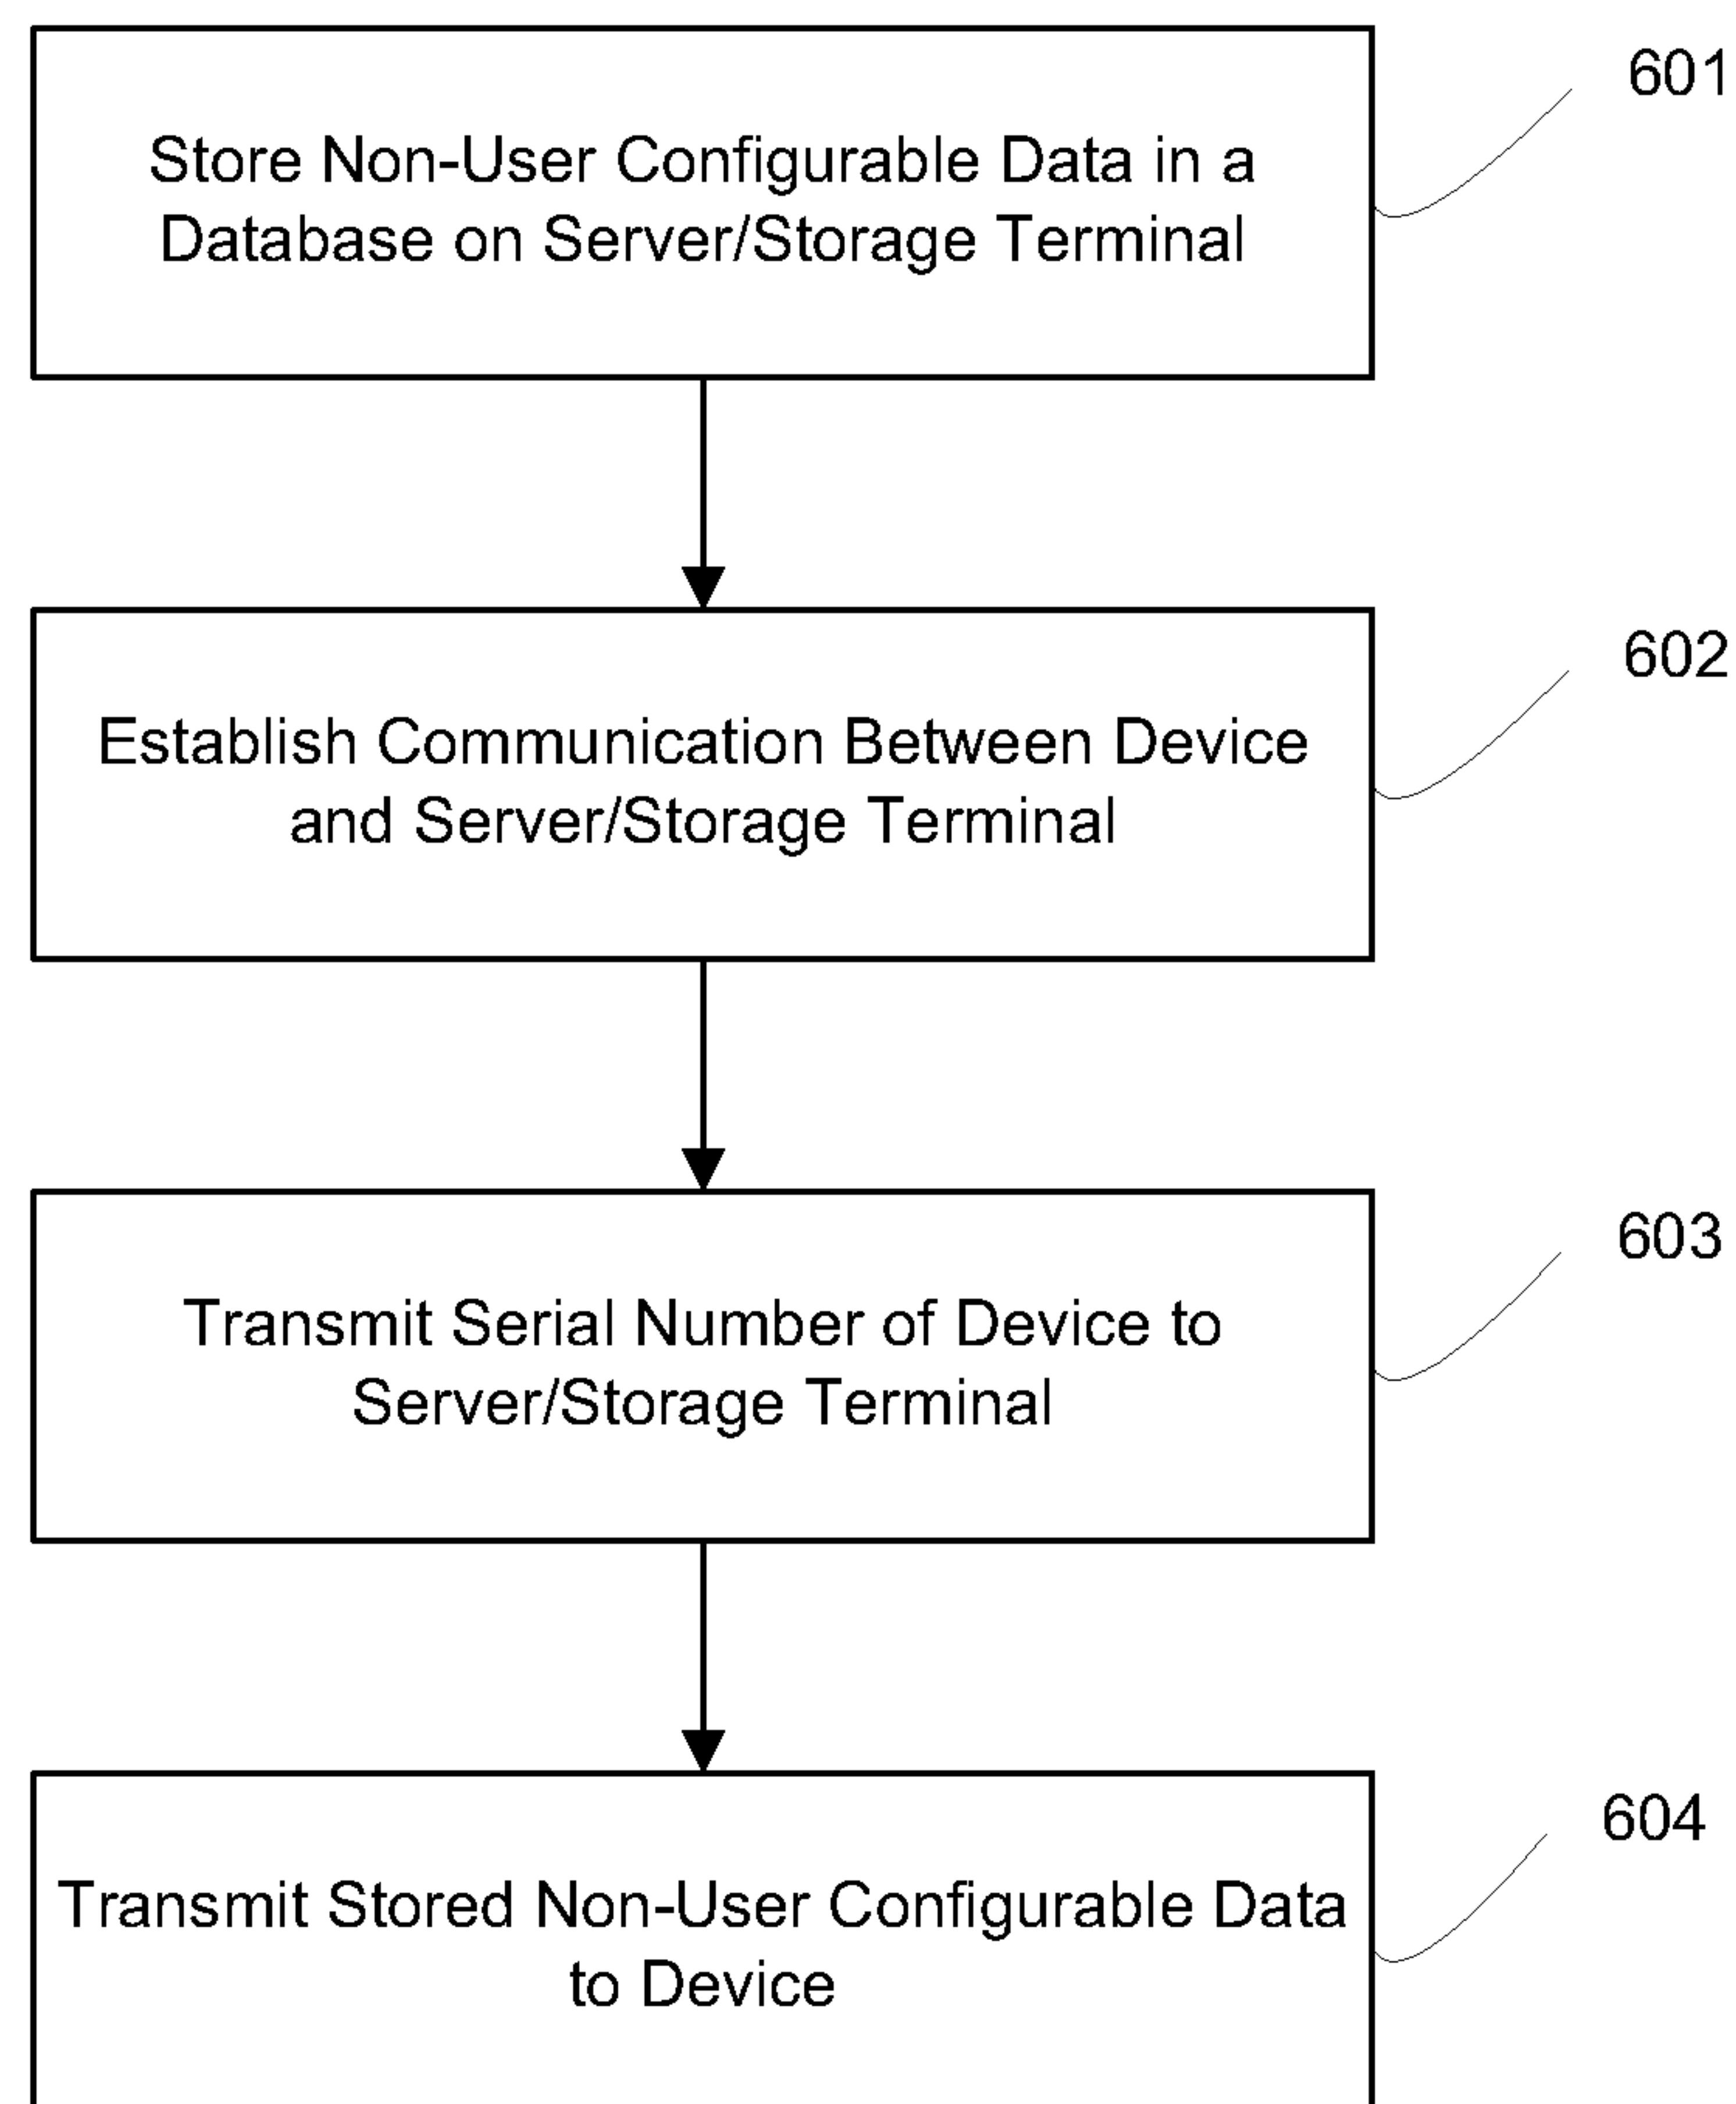 601
Store Non-User Configurable Data in a
Database on Server/Storage Terminal
602
Establish Communication Between Device
and Server/Storage Terminal
603
Transmit Serial Number of Device to
Server/Storage Terminal
604
Transmit Stored Non-User Configurable Data
to Device